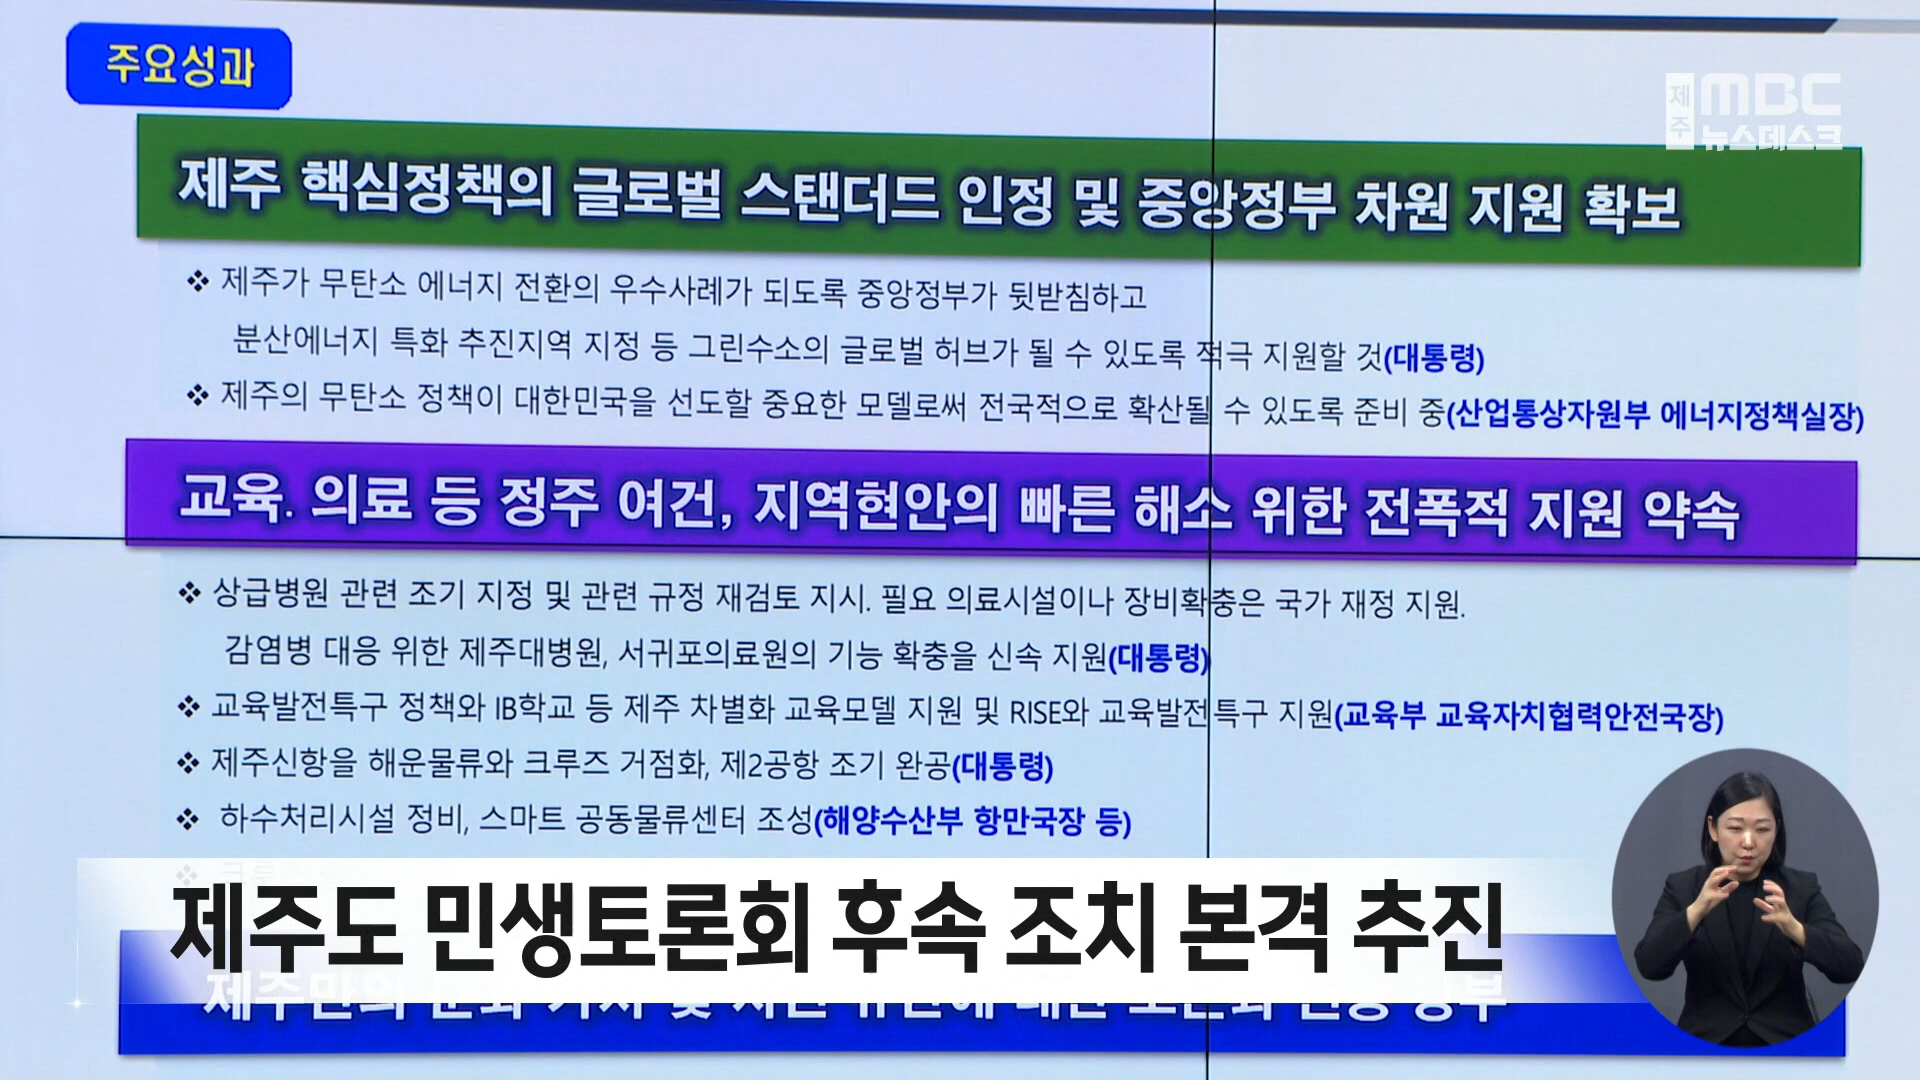 주요성과
제주 MBC
뉴스데스크
제주 핵심정책의 글로벌 스탠더드 인정 및 중앙정부 차원 지원 확보
❖ 제주가 무탄소 에너지 전환의 우수사례가 되도록 중앙정부가 뒷받침하고
분산에너지 특화 추진지역 지정 등 그린수소의 글로벌 허브가 될 수 있도록 적극 지원할 것(대통령)
❖ 제주의 무탄소 정책이 대한민국을 선도할 중요한 모델로써 전국적으로 확산될 수 있도록 준비 중(산업통상자원부 에너지정책실장)
교육. 의료 등 정주 여건, 지역현안의 빠른 해소 위한 전폭적 지원 약속
❖ 상급병원 관련 조기 지정 및 관련 규정 재검토 지시. 필요 의료시설이나 장비확충은 국가 재정 지원.
감염병 대응 위한 제주대병원, 서귀포의료원의 기능 확충을 신속 지원(대통령)
❖ 교육발전특구 정책와 IB학교 등 제주 차별화 교육모델 지원 및 RISE와 교육발전특구 지원(교육부 교육자치협력안전국장)
❖ 제주신항을 해운물류와 크루즈 거점화, 제2공항 조기 완공(대통령)
❖ 하수처리시설 정비, 스마트 공동물류센터 조성(해양수산부 항만국장 등)
제주도 민생토론회 후속 조치 본격 추진